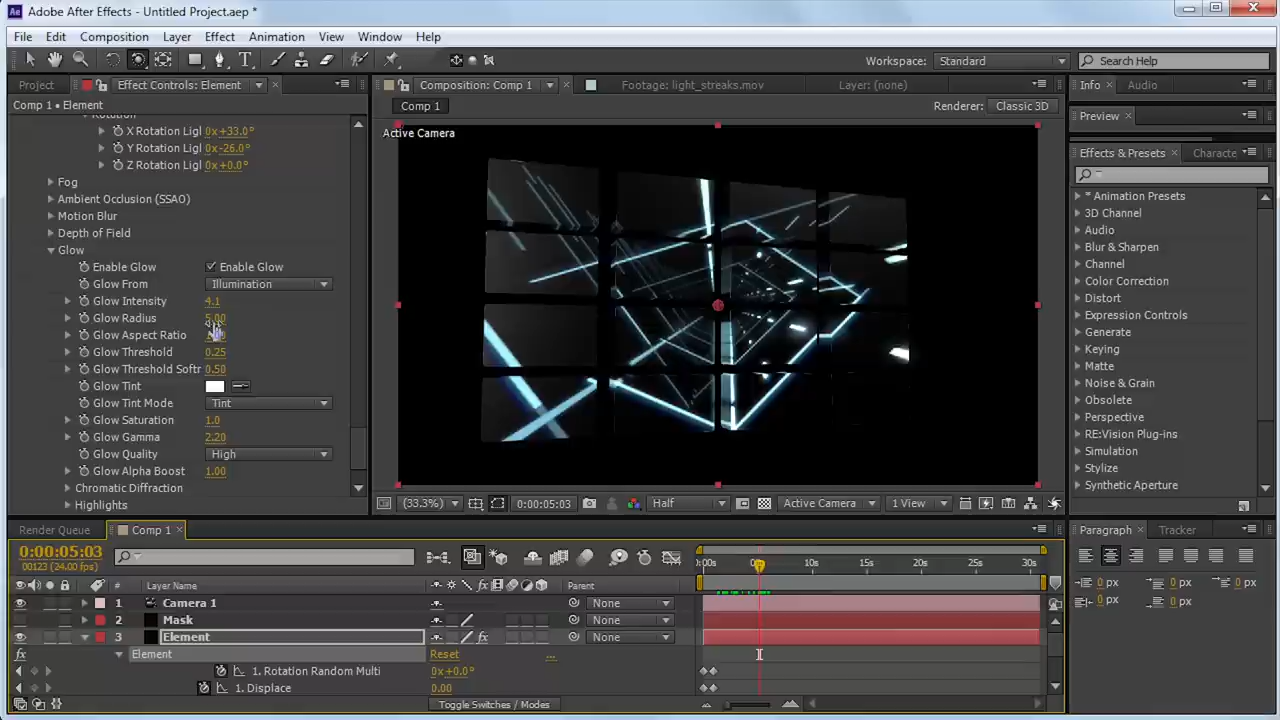 Adobe After Effects - Untitled Project.aep *
File Edit Composition Layer Effect Animation View Window Help
Workspace: Standard Search Help
Project Effect Controls: Element Composition: Comp 1 Footage: light_streaks.mov Layer: (none) Info Audio
Comp 1 • Element
Comp 1 Renderer: Classic 3D
Active Camera
Rotation
X Rotation Ligl 0x+33.0°
Y Rotation Ligl 0x-26.0°
Z Rotation Ligl 0x+0.0°
Fog
Ambient Occlusion (SSAO)
Motion Blur
Depth of Field
Glow
Enable Glow Enable Glow
Glow From Illumination
Glow Intensity 4.1
Glow Radius 5.00
Glow Aspect Ratio
Glow Threshold 0.25
Glow Threshold Softr 0.50
Glow Tint
Glow Tint Mode Tint
Glow Saturation 1.0
Glow Gamma 2.20
Glow Quality High
Glow Alpha Boost 1.00
Chromatic Diffraction
Highlights
(33.3%) 0:00:05:03 Half Active Camera 1 View
Preview
Effects & Presets Characte
* Animation Presets
3D Channel
Audio
Blur & Sharpen
Channel
Color Correction
Distort
Expression Controls
Generate
Keying
Matte
Noise & Grain
Obsolete
Perspective
RE:Vision Plug-ins
Simulation
Stylize
Synthetic Aperture
Render Queue Comp 1
0:00:05:03
00123 (24.00 fps)
:00s 10s 15s 20s 25s 30s
# Layer Name Parent
1 Camera 1 None
2 Mask None
3 Element None
Element Reset ...
1. Rotation Random Multi 0x+0.0°
1. Displace 0.00
Toggle Switches / Modes
Paragraph Tracker
0 px 0 px 0 px
0 px 0 px